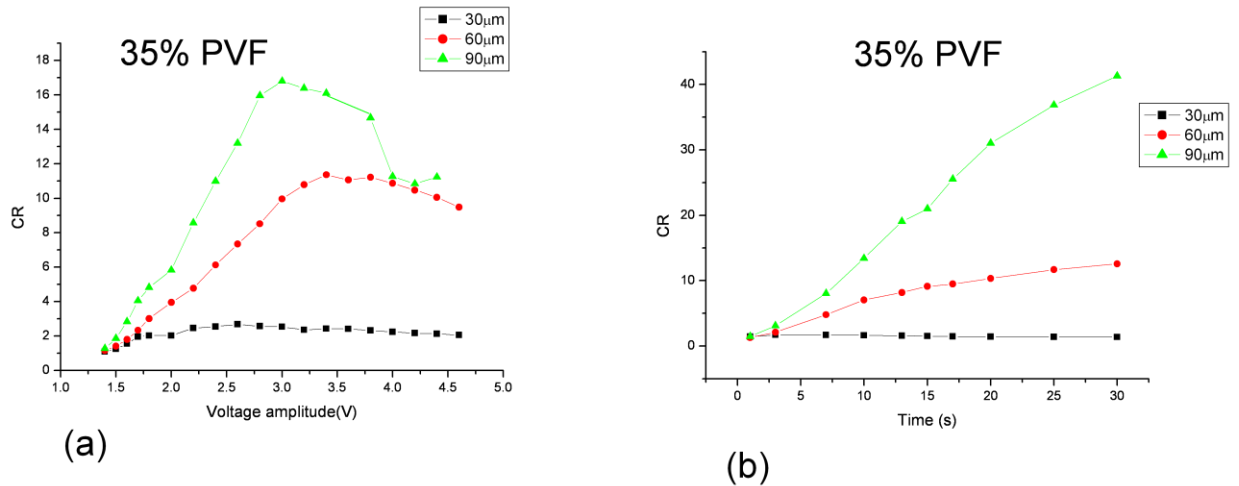 35% PVF
30μm
60μm
90μm
CR
18
16
14
12
10
8
6
4
2
0
1.0 1.5 2.0 2.5 3.0 3.5 4.0 4.5 5.0
Voltage amplitude(V)
(a)
35% PVF
30μm
60μm
90μm
CR
40
30
20
10
0
0 5 10 15 20 25 30
Time (s)
(b)